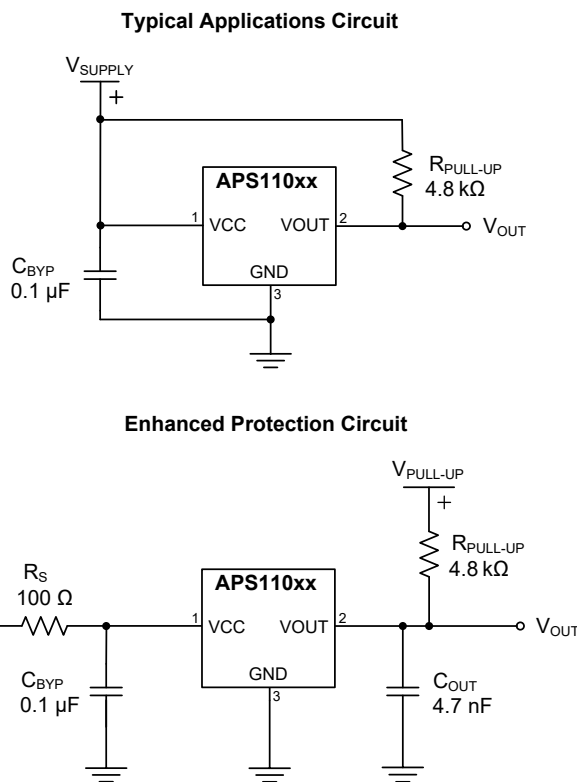 Typical Applications Circuit
VSUPPLY
+
RPULL-UP
4.8 kΩ
APS110xx
1 VCC VOUT 2 VOUT
CBYP
0.1 µF
GND
3
Enhanced Protection Circuit
VPULL-UP
+
RPULL-UP
4.8 kΩ
RS
100 Ω
APS110xx
1 VCC VOUT 2 VOUT
CBYP
0.1 µF
GND
3
COUT
4.7 nF